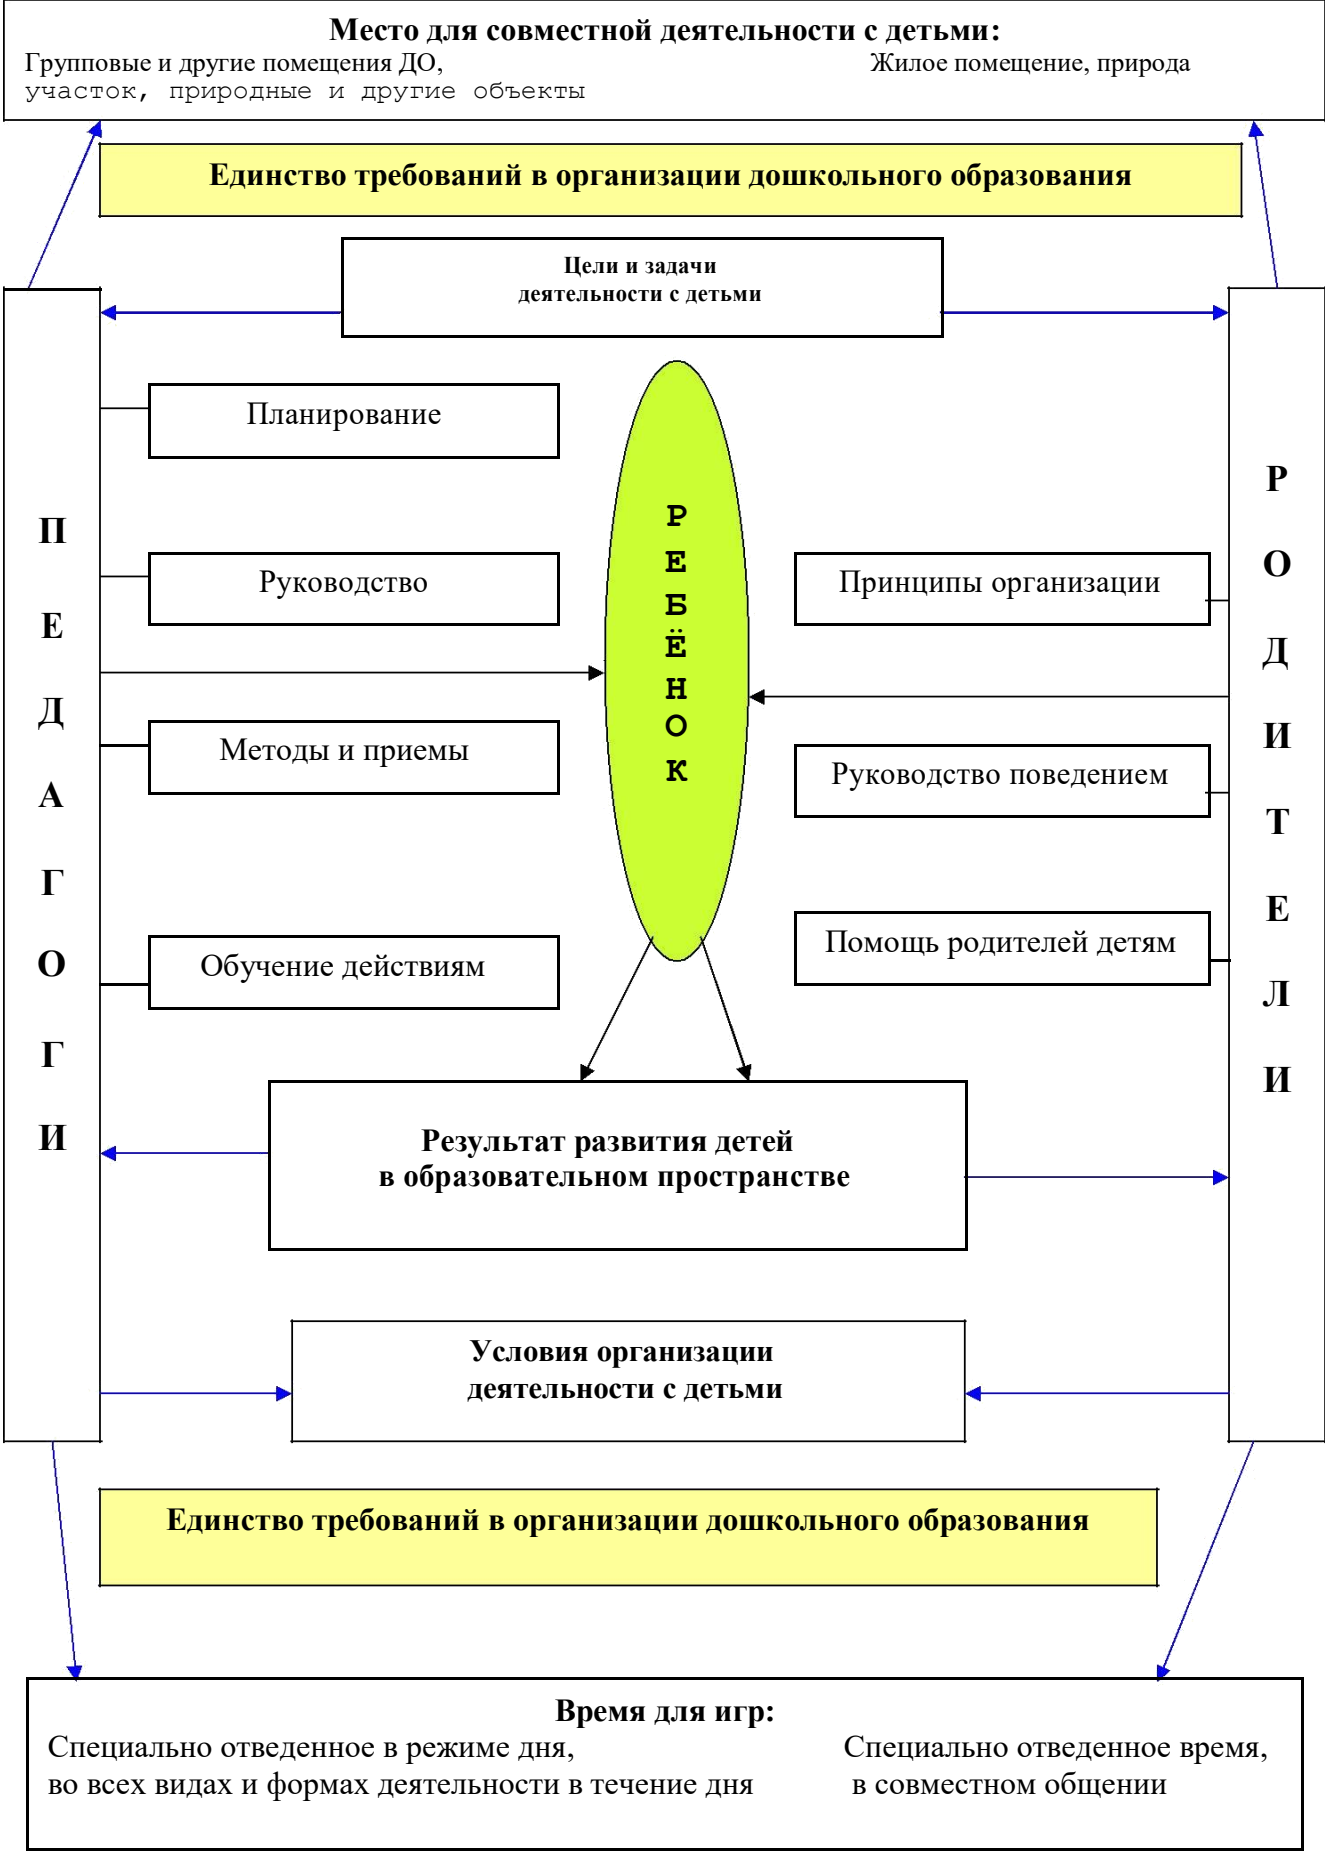 Место для совместной деятельности с детьми:
Групповые и другие помещения ДО, Жилое помещение, природа
участок, природные и другие объекты
Единство требований в организации дошкольного образования
Цели и задачи
деятельности с детьми
ПЕДАГОГИ
Планирование
Руководство
Методы и приемы
Обучение действиям
РЕБЁНОК
РОДИТЕЛИ
Принципы организации
Руководство поведением
Помощь родителей детям
Результат развития детей
в образовательном пространстве
Условия организации
деятельности с детьми
Единство требований в организации дошкольного образования
Время для игр:
Специально отведенное в режиме дня, Специально отведенное время,
во всех видах и формах деятельности в течение дня в совместном общении